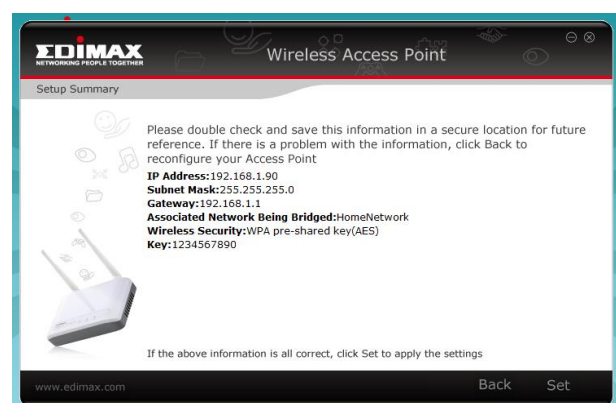 EDIMAX
NETWORKING PEOPLE TOGETHER
Wireless Access Point
Setup Summary
Please double check and save this information in a secure location for future
reference. If there is a problem with the information, click Back to
reconfigure your Access Point
IP Address:192.168.1.90
Subnet Mask:255.255.255.0
Gateway:192.168.1.1
Associated Network Being Bridged:HomeNetwork
Wireless Security:WPA pre-shared key(AES)
Key:1234567890
If the above information is all correct, click Set to apply the settings
www.edimax.com
Back
Set